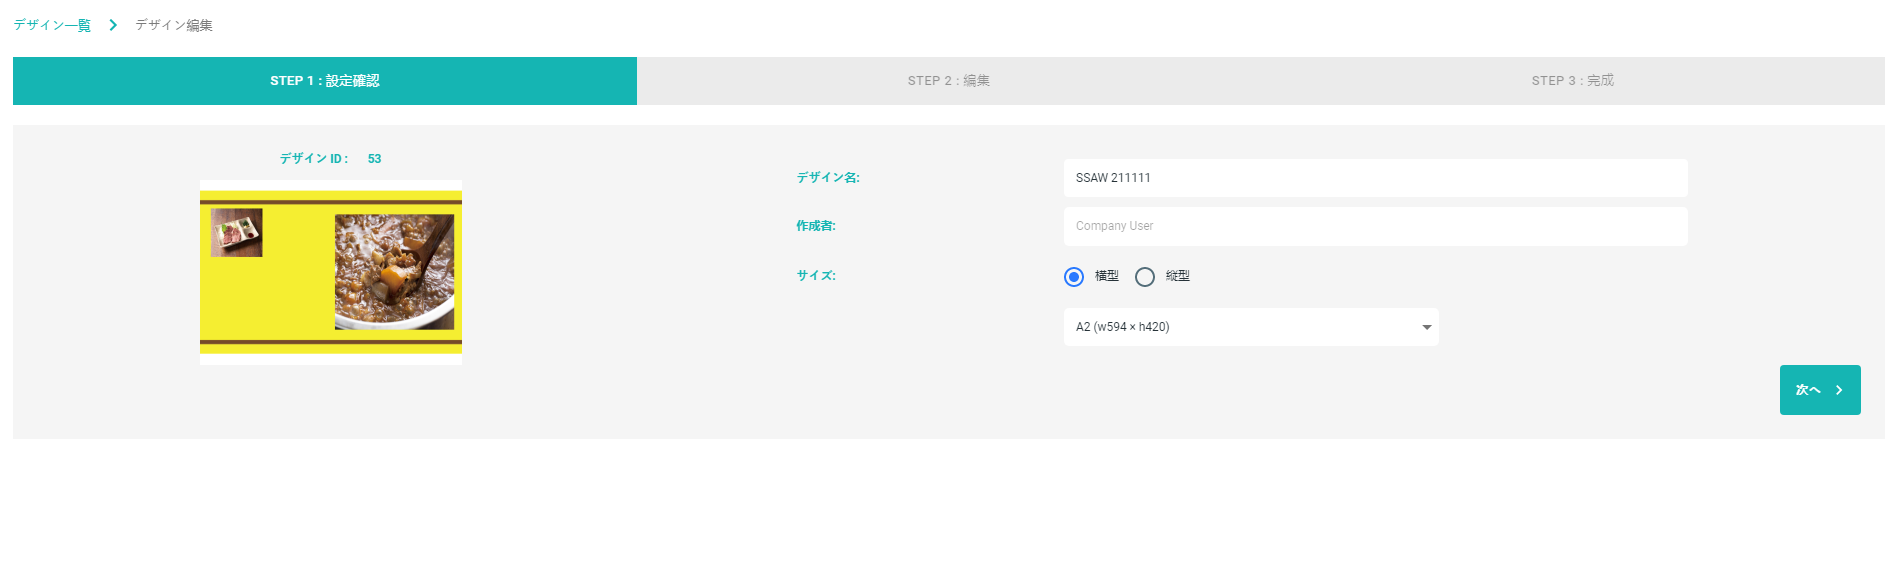 デザイン一覧 > デザイン編集
STEP 1 : 設定確認
STEP 2 : 編集
STEP 3 : 完成
デザイン ID : 53
デザイン名:
SSAW 211111
作成者:
Company User
サイズ:
横型
縦型
A2 (w594 × h420)
次へ